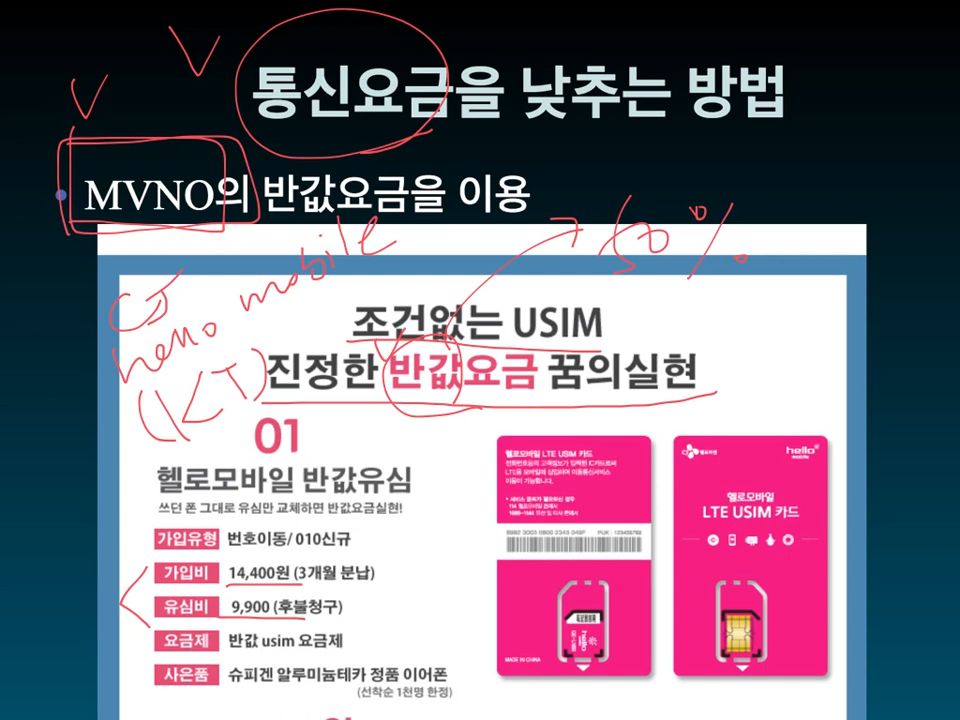 통신요금을 낮추는 방법
• MVNO의 반값요금을 이용
50%
CJ
hello mobile
(KT)
조건없는 USIM
진정한 반값요금 꿈의실현
01
헬로모바일 반값유심
쓰던 폰 그대로 유심만 교체하면 반값요금실현!
가입유형 번호이동/ 010신규
가입비 14,400원 (3개월 분납)
유심비 9,900 (후불청구)
요금제 반값 usim 요금제
사은품 슈피겐 알루미늄테카 정품 이어폰
(선착순 1천명 한정)
헬로모바일 LTE USIM 카드
MADE IN CHINA
CJ 헬로비전
hello mobile
헬로모바일
LTE USIM 카드